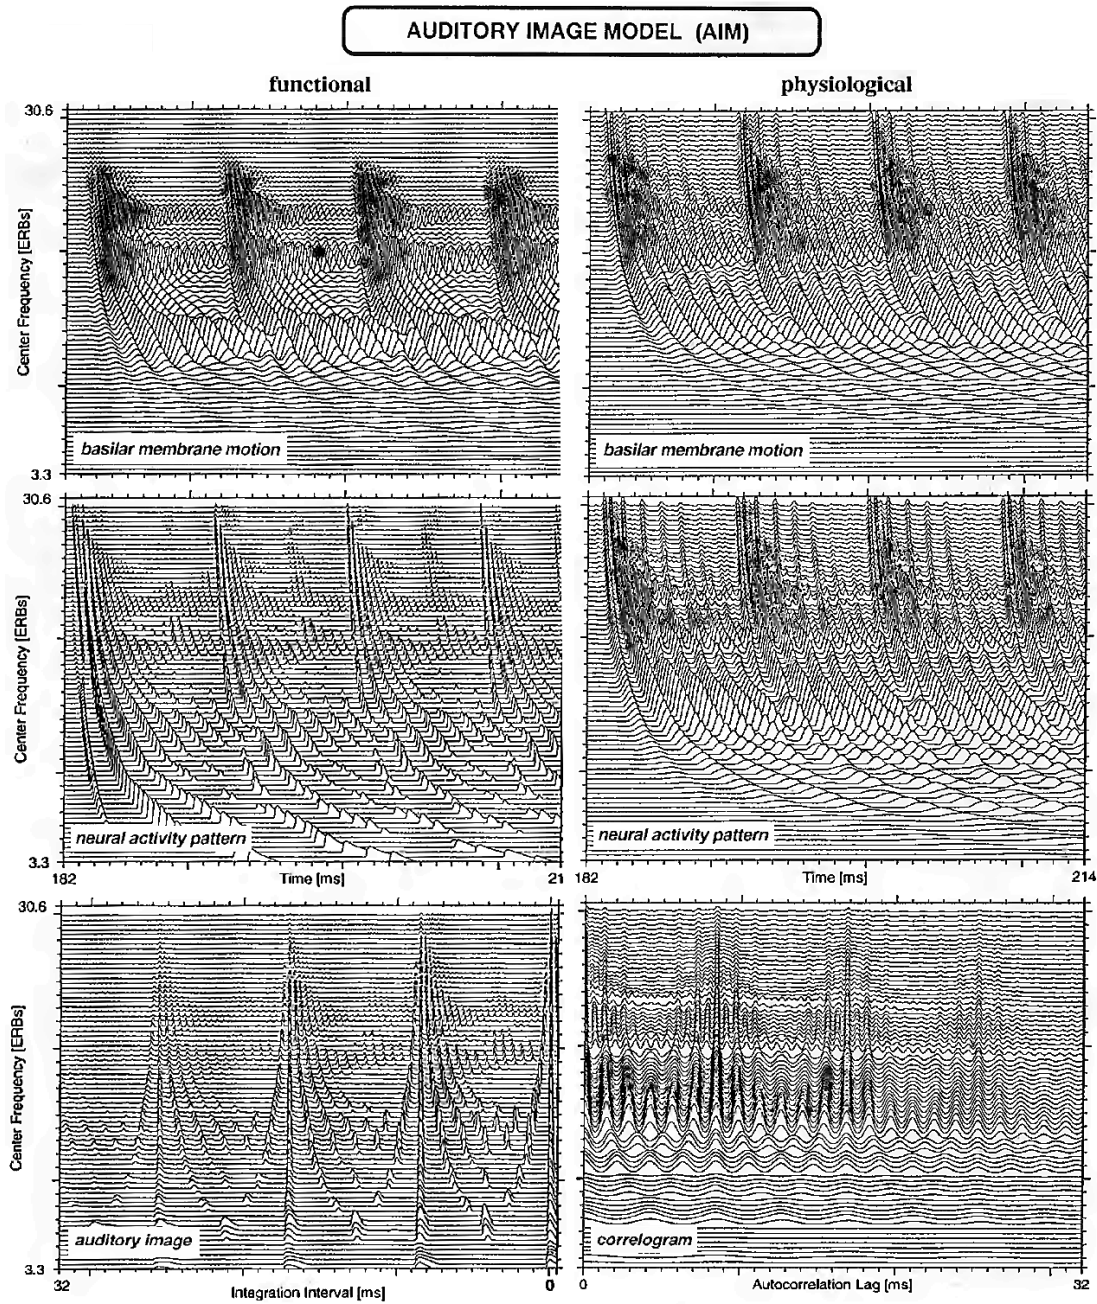 AUDITORY IMAGE MODEL (AIM)
functional
physiological
30.6
Center Frequency [ERBs]
basilar membrane motion
3.3
basilar membrane motion
30.6
Center Frequency [ERBs]
neural activity pattern
3.3
182
Time [ms]
21
neural activity pattern
182
Time [ms]
214
30.6
Center Frequency [ERBs]
auditory image
3.3
32
Integration Interval [ms]
0
correlogram
0
Autocorrelation Lag [ms]
32